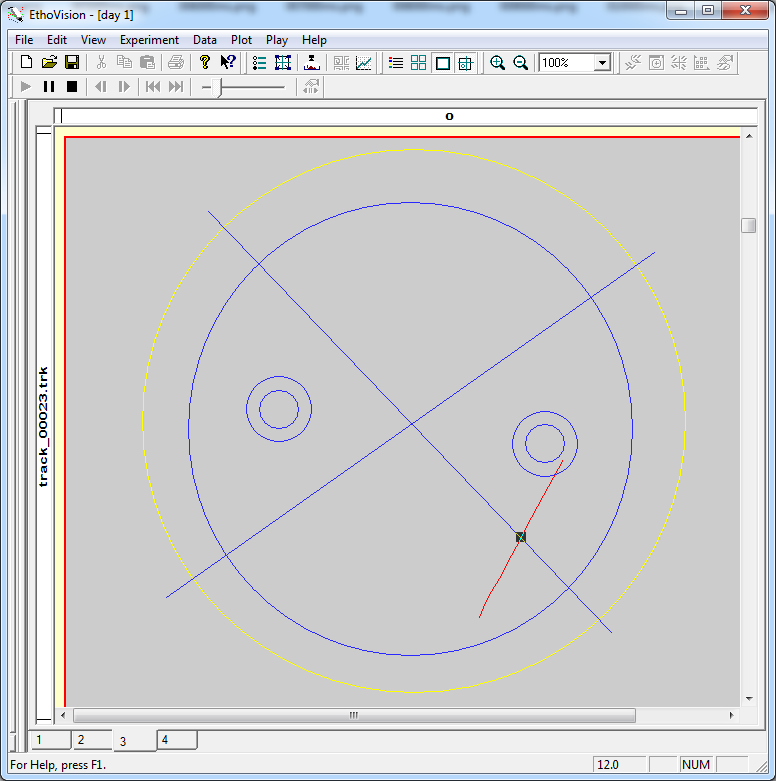 EthoVision - [day 1]
File Edit View Experiment Data Plot Play Help
100%
o
track_00023.trk
1 2 3 4
For Help, press F1. 12.0 NUM